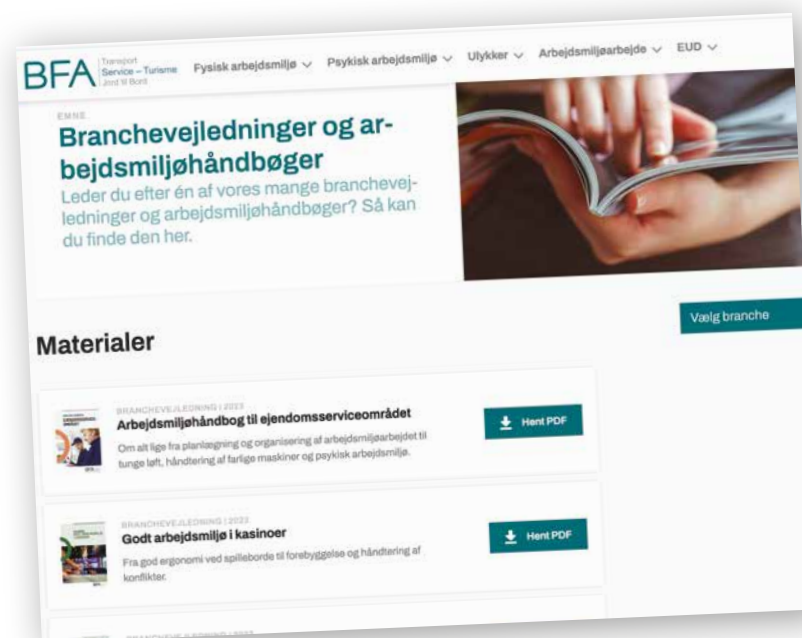 BFA
Transport
Service – Turisme
Jord til Bord
Fysisk arbejdsmiljø
Psykisk arbejdsmiljø
Ulykker
Arbejdsmiljøarbejde
EUD
EMNE
Branchevejledninger og ar-
bejdsmiljøhåndbøger
Leder du efter én af vores mange branchevej-
ledninger og arbejdsmiljøhåndbøger? Så kan
du finde den her.
Materialer
Vælg branche
BRANCHEVEJLEDNING | 2023
Arbejdsmiljøhåndbog til ejendomsserviceområdet
Om alt lige fra planlægning og organisering af arbejdsmiljøarbejdet til
tunge løft, håndtering af farlige maskiner og psykisk arbejdsmiljø.
Hent PDF
BRANCHEVEJLEDNING | 2023
Godt arbejdsmiljø i kasinoer
Fra god ergonomi ved spilleborde til forebyggelse og håndtering af
konflikter.
Hent PDF
BRANCHEVEJLEDNING | 2023